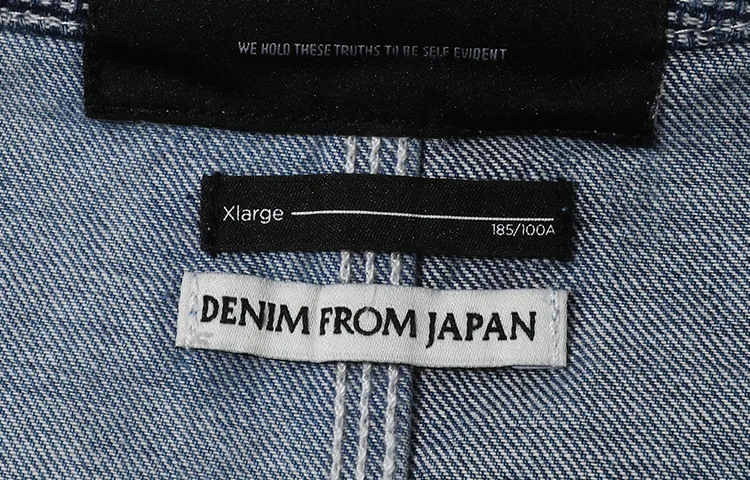 WE HOLD THESE TRUTHS TO BE SELF EVIDENT
Xlarge
185/100A
DENIM FROM JAPAN